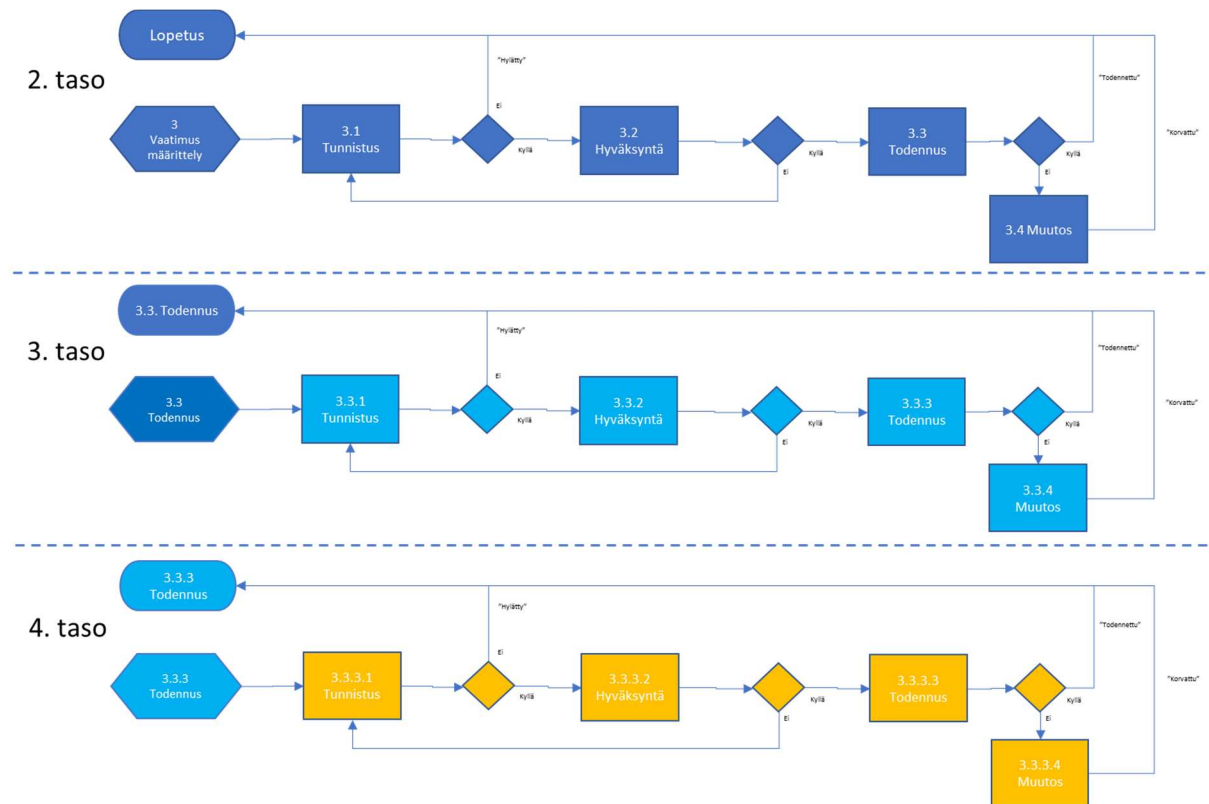 Lopetus
"Hylätty"
"Todennettu"
2. taso
3
Vaatimus
määrittely
3.1
Tunnistus
Ei
Kyllä
3.2
Hyväksyntä
Kyllä
Ei
3.3
Todennus
Kyllä
Ei
"Korvattu"
3.4 Muutos
3.3. Todennus
"Hylätty"
"Todennettu"
3. taso
3.3
Todennus
3.3.1
Tunnistus
Ei
Kyllä
3.3.2
Hyväksyntä
Kyllä
Ei
3.3.3
Todennus
Kyllä
Ei
"Korvattu"
3.3.4
Muutos
3.3.3
Todennus
"Hylätty"
"Todennettu"
4. taso
3.3.3
Todennus
3.3.3.1
Tunnistus
Ei
Kyllä
3.3.3.2
Hyväksyntä
Kyllä
Ei
3.3.3.3
Todennus
Kyllä
Ei
"Korvattu"
3.3.3.4
Muutos